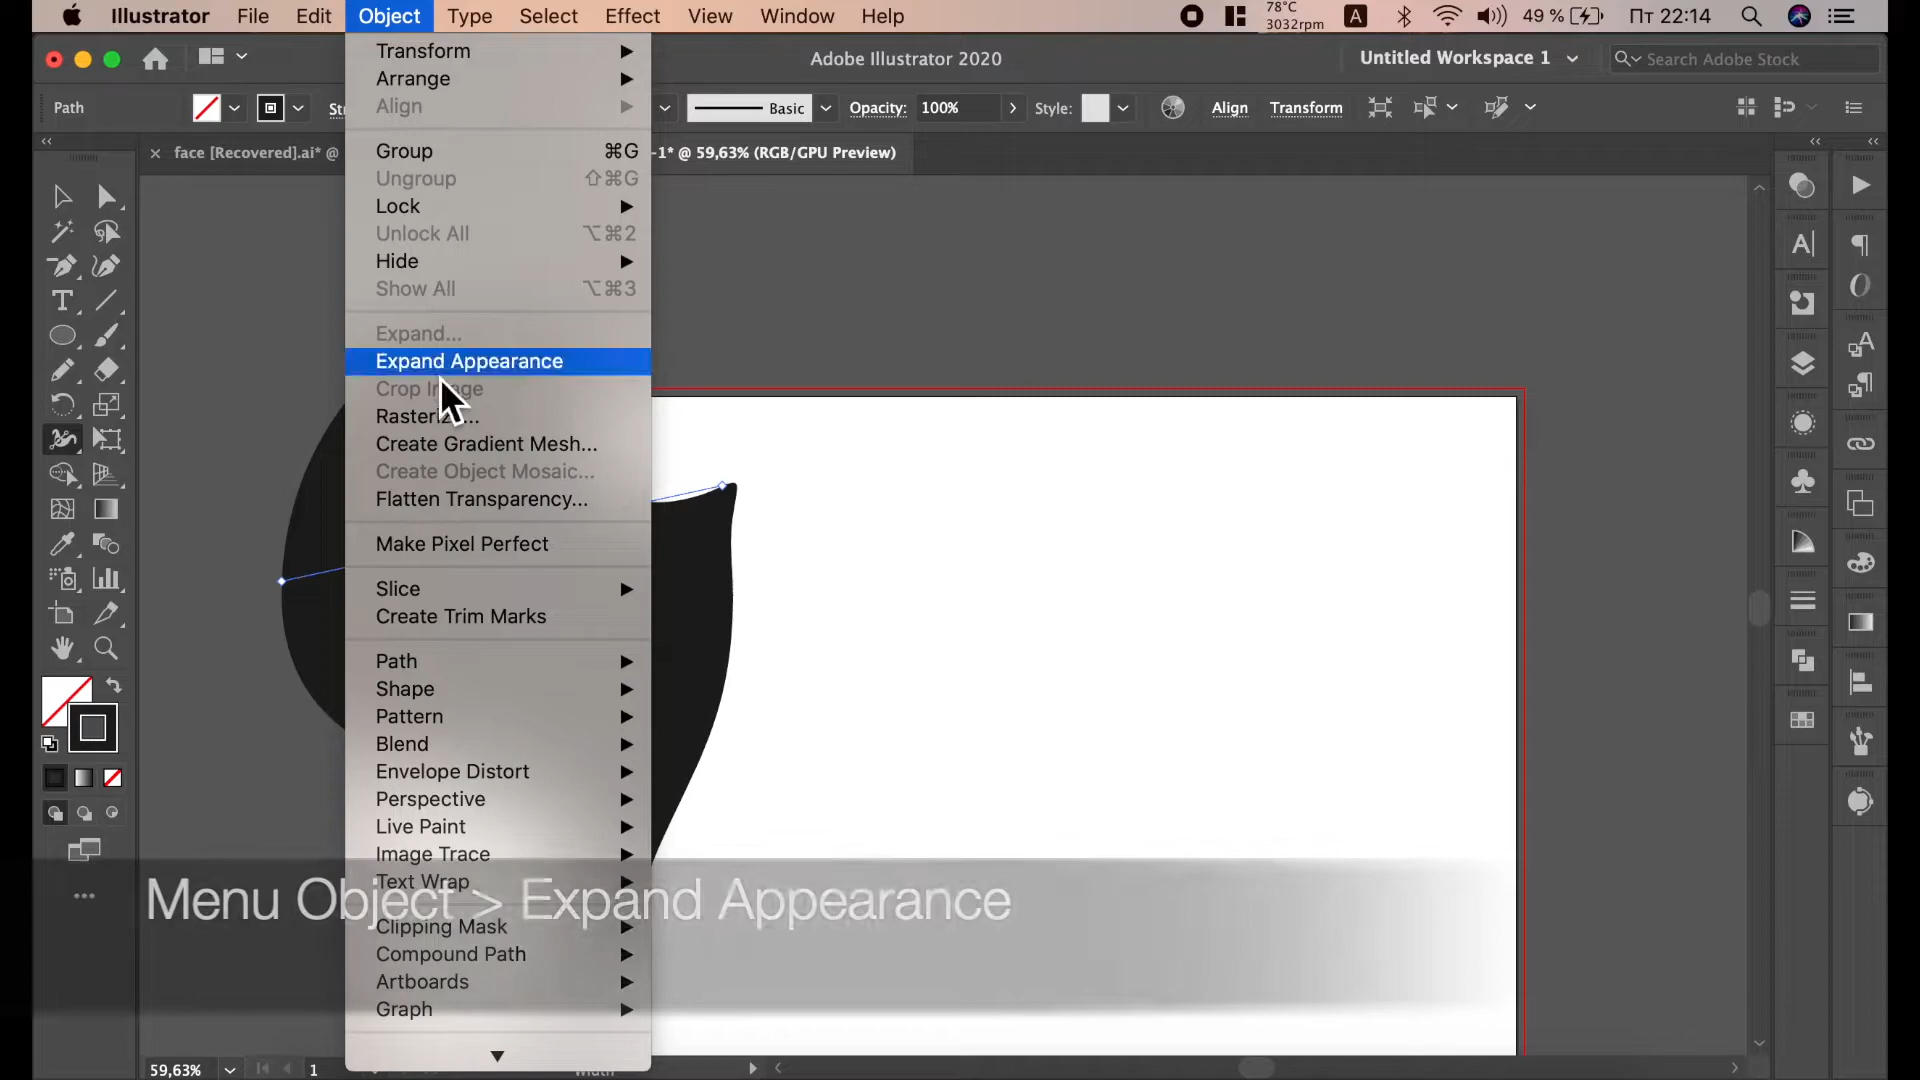 Illustrator File Edit Object Type Select Effect View Window Help 78°C 3032rpm A 49 % Пт 22:14
Adobe Illustrator 2020 Untitled Workspace 1 Search Adobe Stock
Path Basic Opacity: 100% Style: Align Transform
face [Recovered].ai* @ -1* @ 59,63% (RGB/GPU Preview)
Transform
Arrange
Align
Group ⌘G
Ungroup ⇧⌘G
Lock
Unlock All ⌥⌘2
Hide
Show All ⌥⌘3
Expand...
Expand Appearance
Crop Image
Rasterize...
Create Gradient Mesh...
Create Object Mosaic...
Flatten Transparency...
Make Pixel Perfect
Slice
Create Trim Marks
Path
Shape
Pattern
Blend
Envelope Distort
Perspective
Live Paint
Image Trace
Text Wrap
Menu Object > Expand Appearance
Clipping Mask
Compound Path
Artboards
Graph
59,63% 1 Width